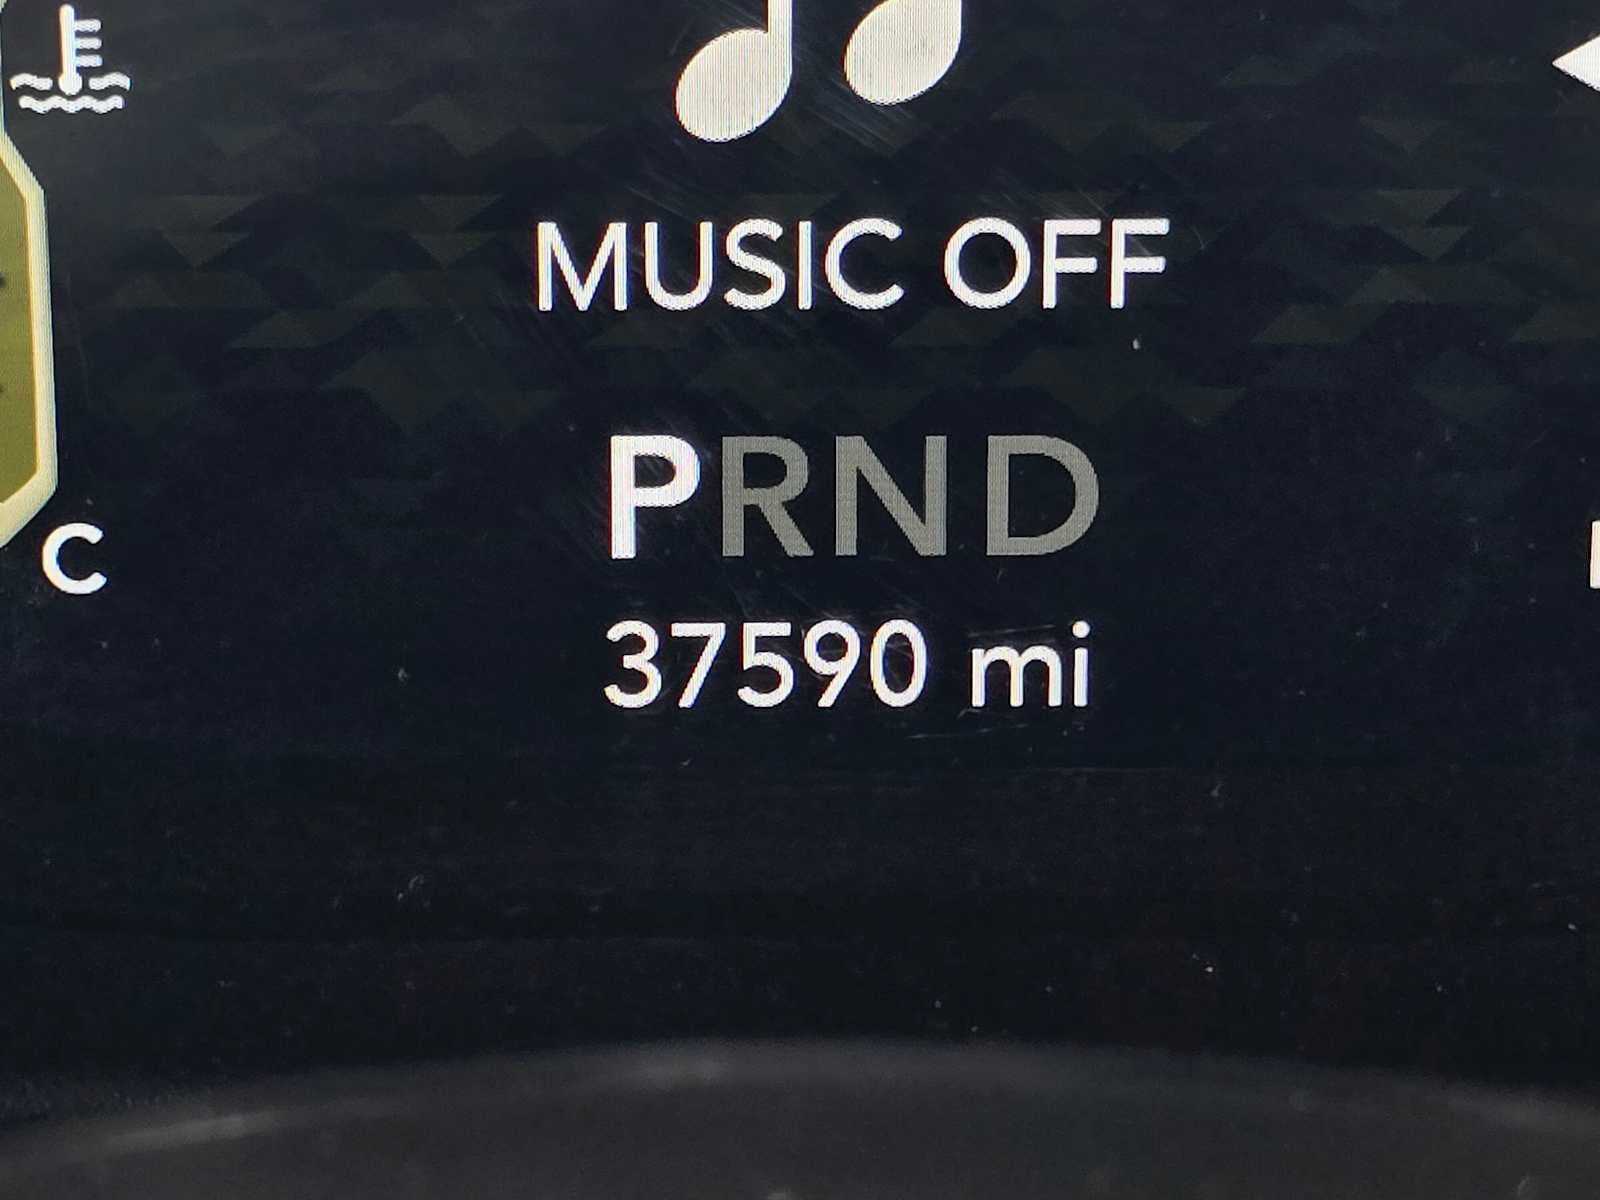 MUSIC OFF
PRND
C
37590 mi